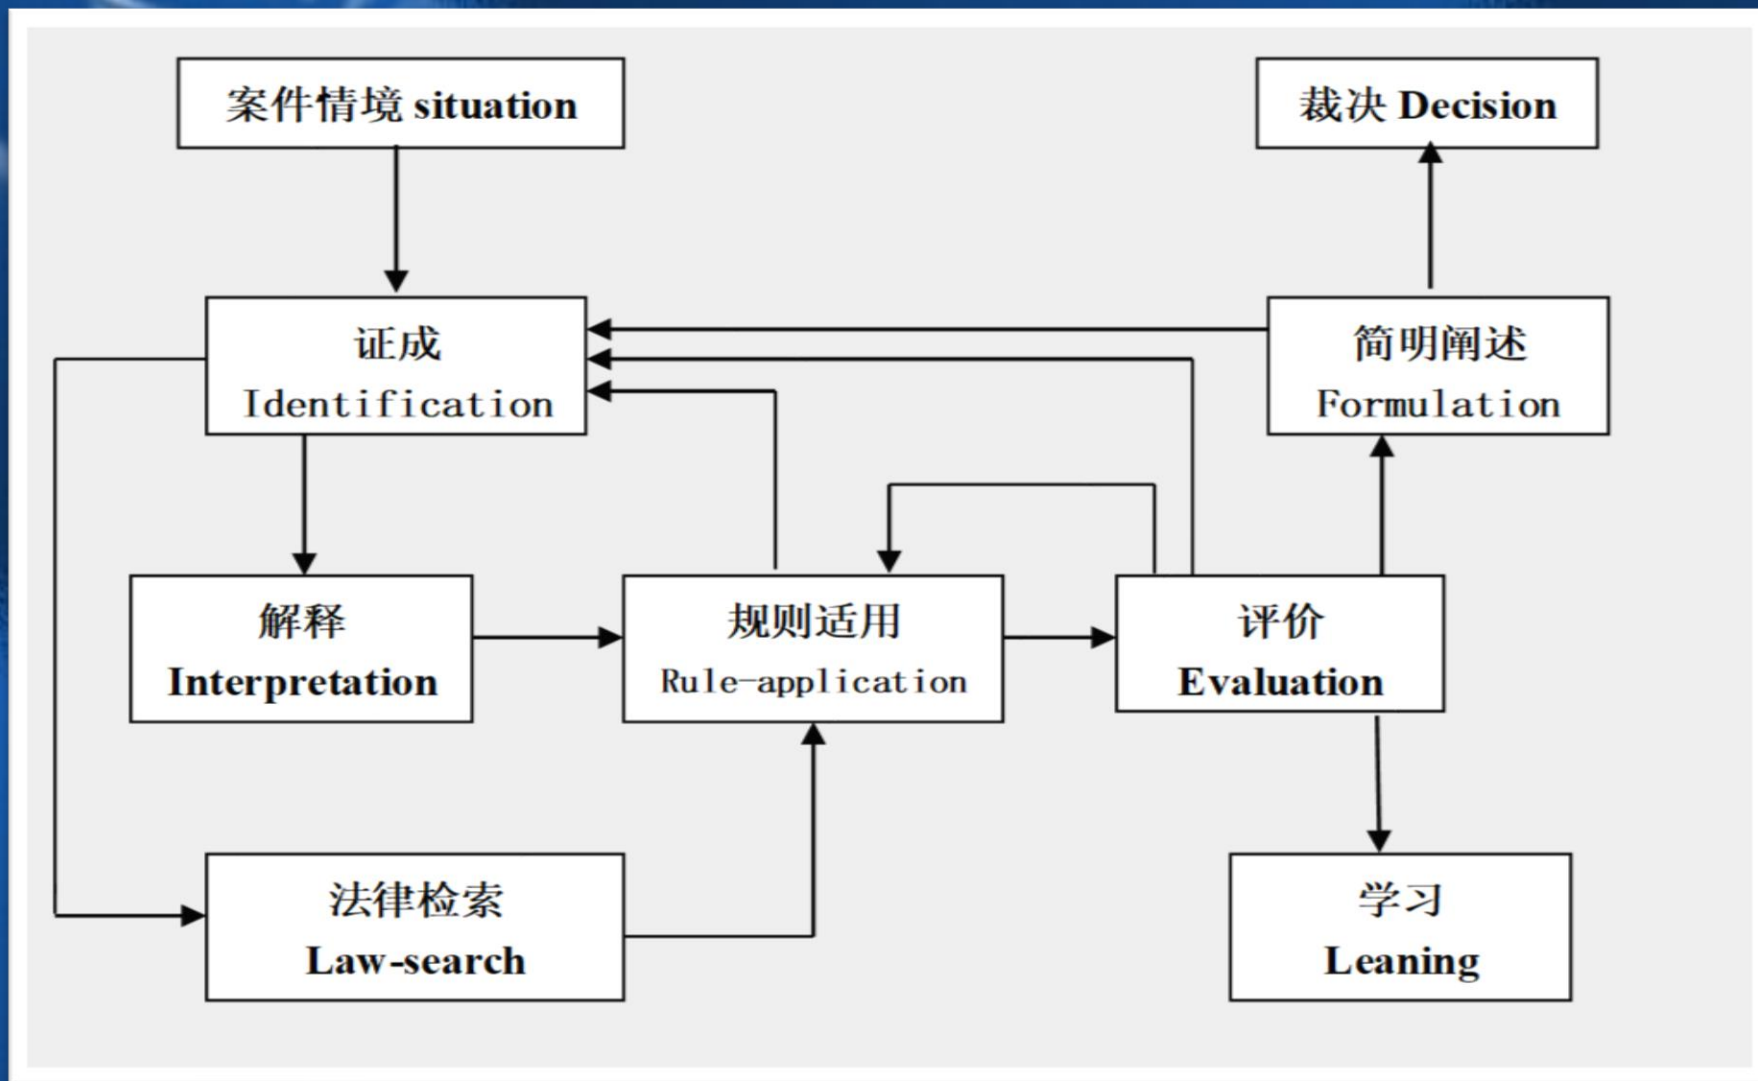 案件情境 situation
裁决 Decision
证成
Identification
简明阐述
Formulation
解释
Interpretation
规则适用
Rule-application
评价
Evaluation
法律检索
Law-search
学习
Leaning